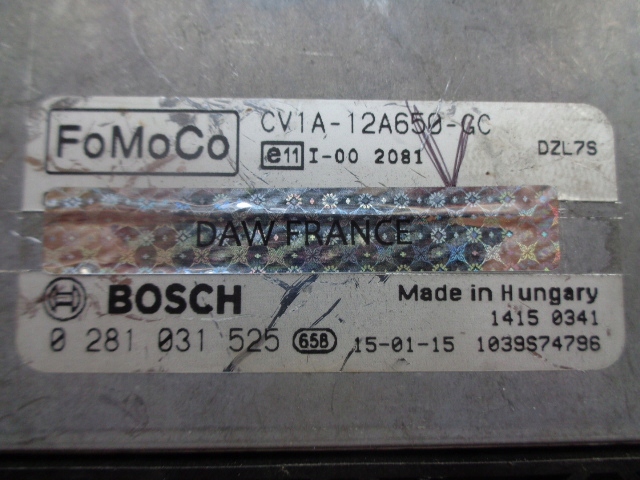 FoMoCo CV1A-12A650-GC
e11 I-00 2081 DZL7S
DAW FRANCE
BOSCH Made in Hungary
1415 0341
0 281 031 525 658 15-01-15 1039S74796